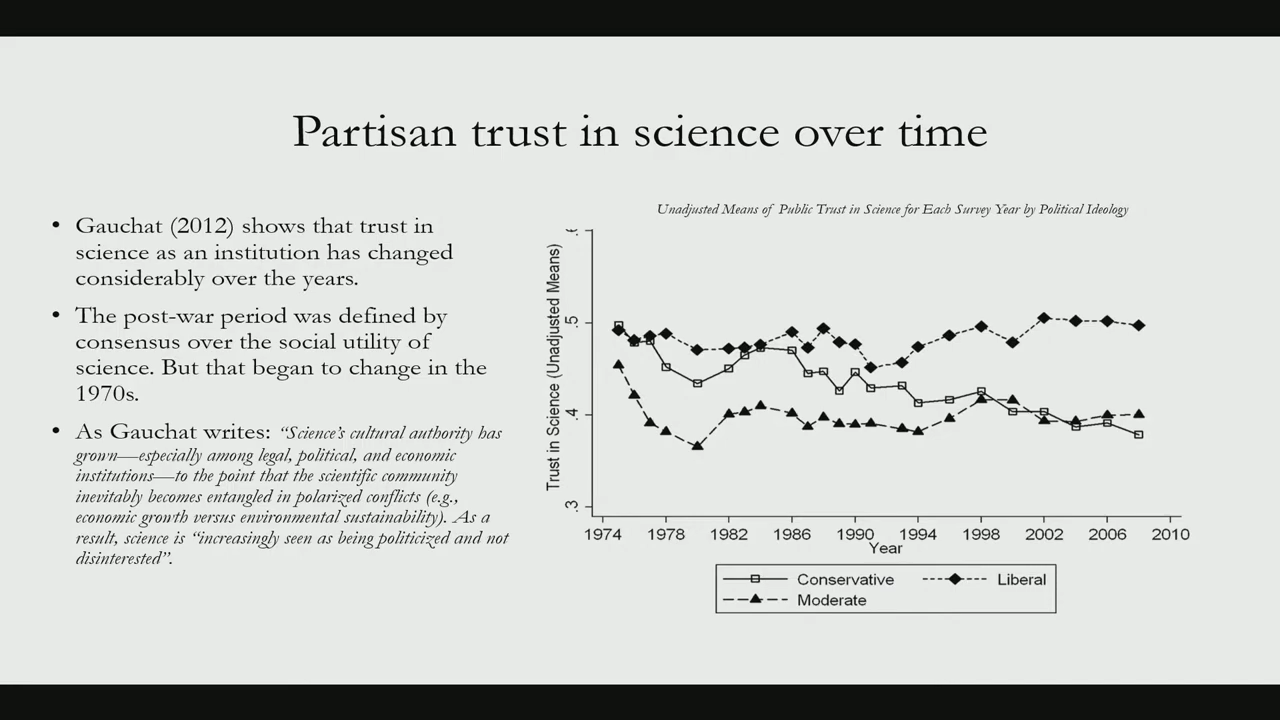 Partisan trust in science over time
• Gauchat (2012) shows that trust in
science as an institution has changed
considerably over the years.
• The post-war period was defined by
consensus over the social utility of
science. But that began to change in the
1970s.
• As Gauchat writes: “Science’s cultural authority has
grown—especially among legal, political, and economic
institutions—to the point that the scientific community
inevitably becomes entangled in polarized conflicts (e.g.,
economic growth versus environmental sustainability). As a
result, science is “increasingly seen as being politicized and not
disinterested”.
Unadjusted Means of Public Trust in Science for Each Survey Year by Political Ideology
Trust in Science (Unadjusted Means)
.5
.4
.3
1974 1978 1982 1986 1990 1994 1998 2002 2006 2010
Year
Conservative Liberal
Moderate